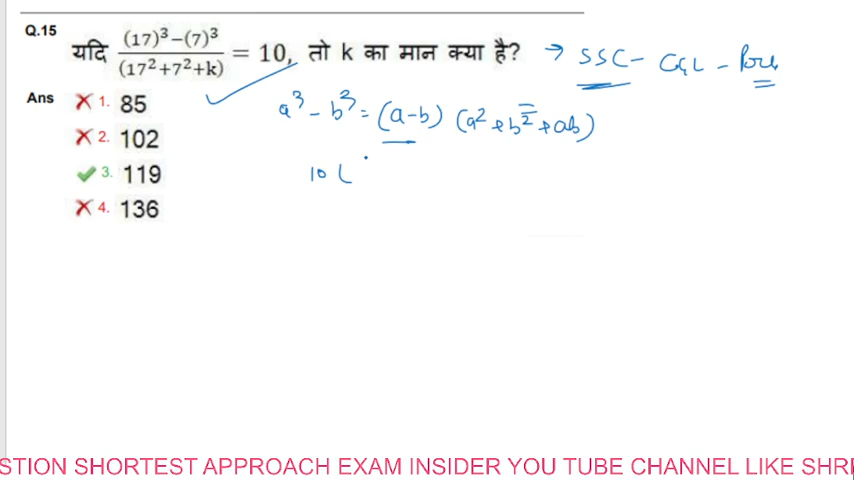 Q.15
यदि (17)³−(7)³ / (17²+7²+k) = 10, तो k का मान क्या है? → SSC - CGL -
Ans
1. 85
a³ - b³ = (a-b) (a² + b² + ab)
2. 102
3. 119
10 (
4. 136
STION SHORTEST APPROACH EXAM INSIDER YOU TUBE CHANNEL LIKE SHR